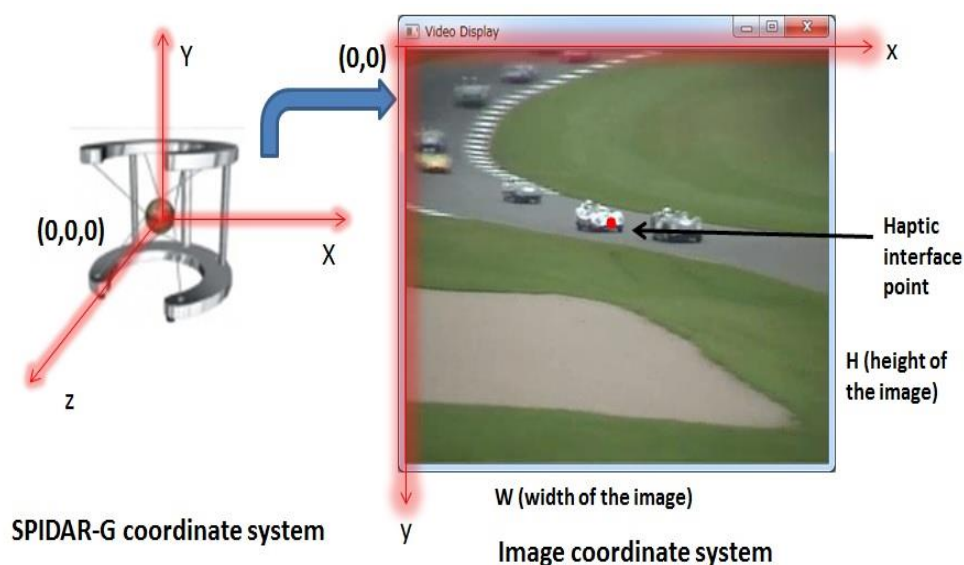 Y
(0,0,0)
X
z
SPIDAR-G coordinate system
(0,0)
Video Display
x
Haptic
interface
point
H (height of
the image)
W (width of the image)
y
Image coordinate system